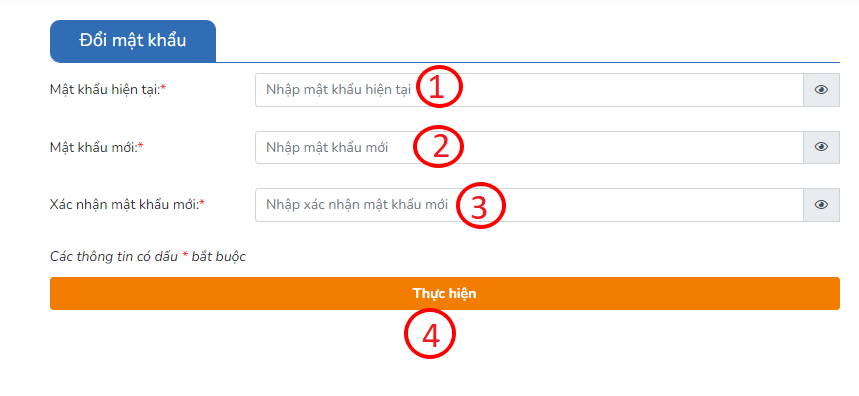 Đổi mật khẩu
Mật khẩu hiện tại:* Nhập mật khẩu hiện tại 1
Mật khẩu mới:* Nhập mật khẩu mới 2
Xác nhận mật khẩu mới:* Nhập xác nhận mật khẩu mới 3
Các thông tin có dấu * bắt buộc
Thực hiện
4